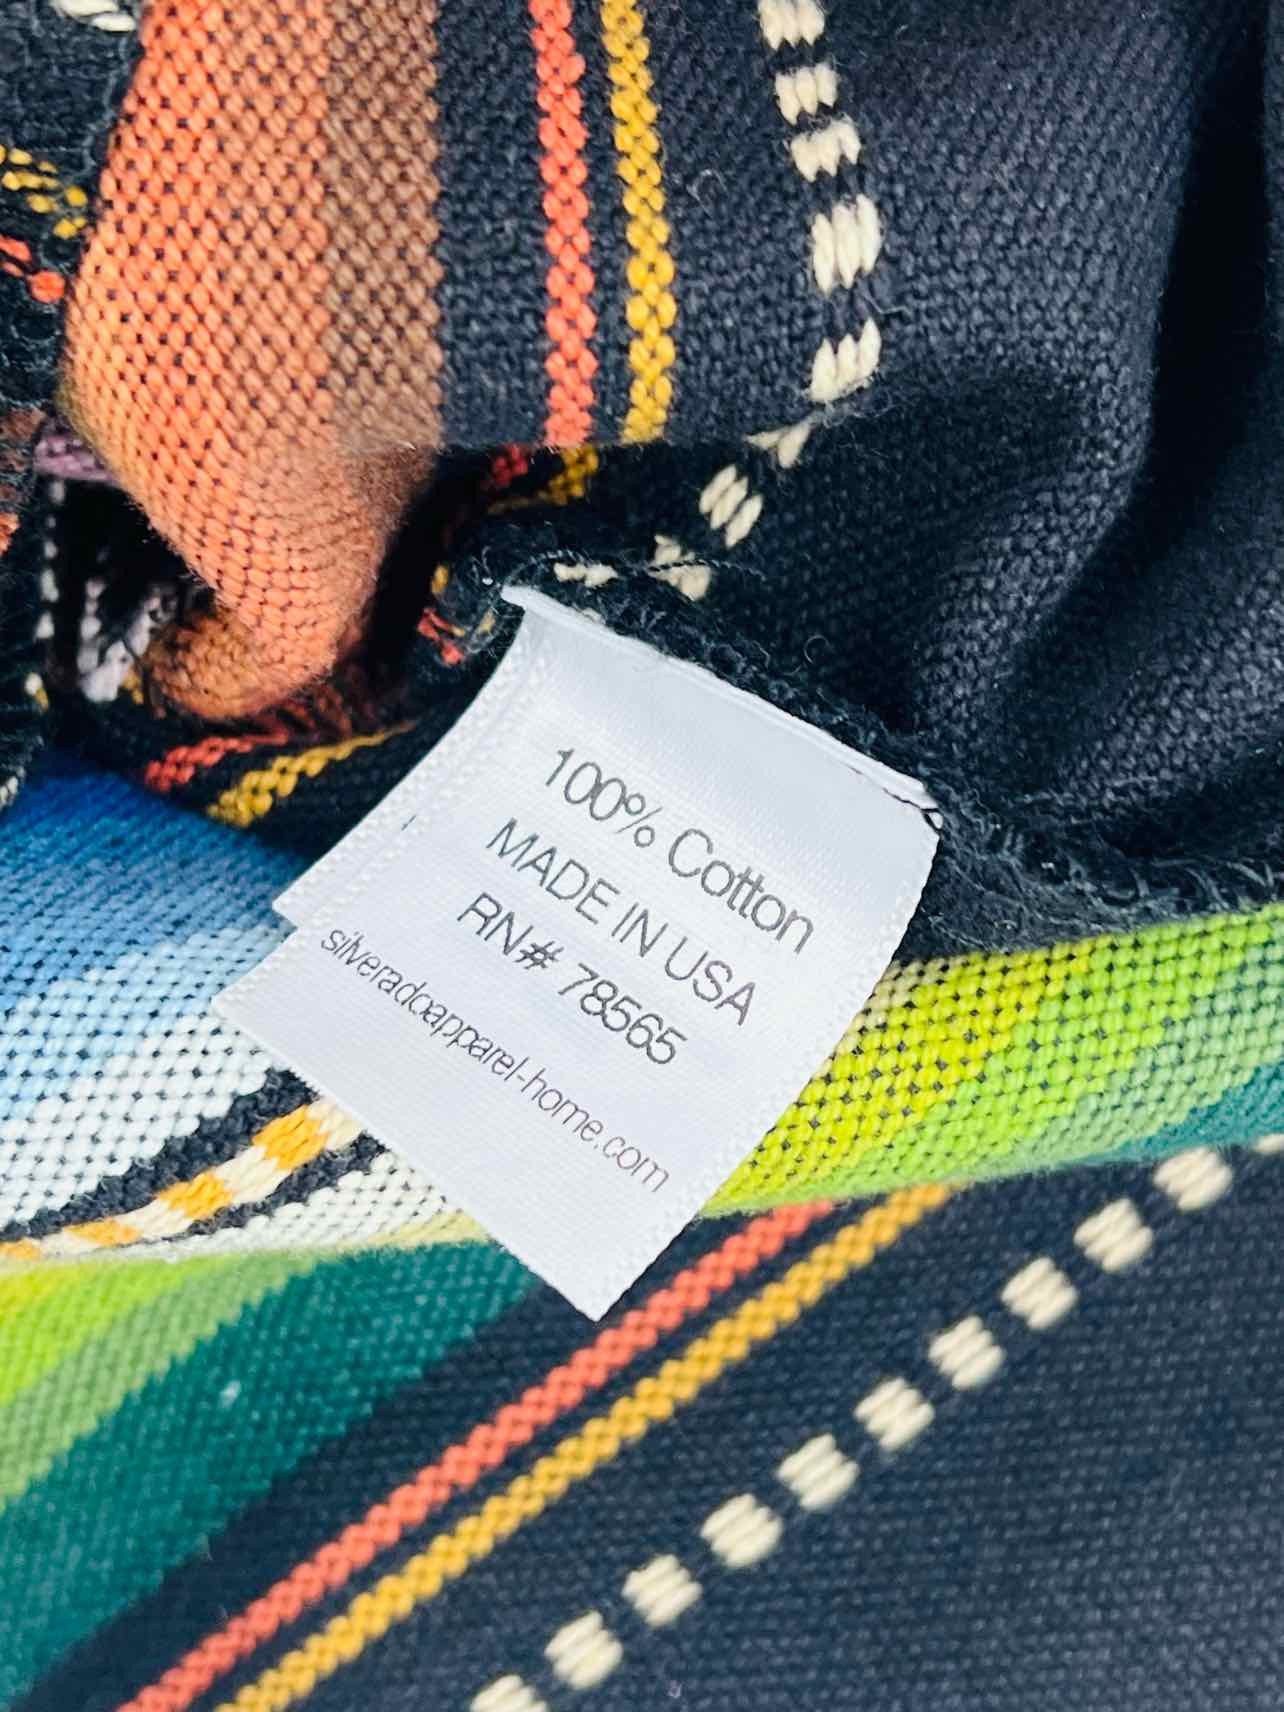 100% Cotton
MADE IN USA
RN# 78565
silveradoapparel-home.com